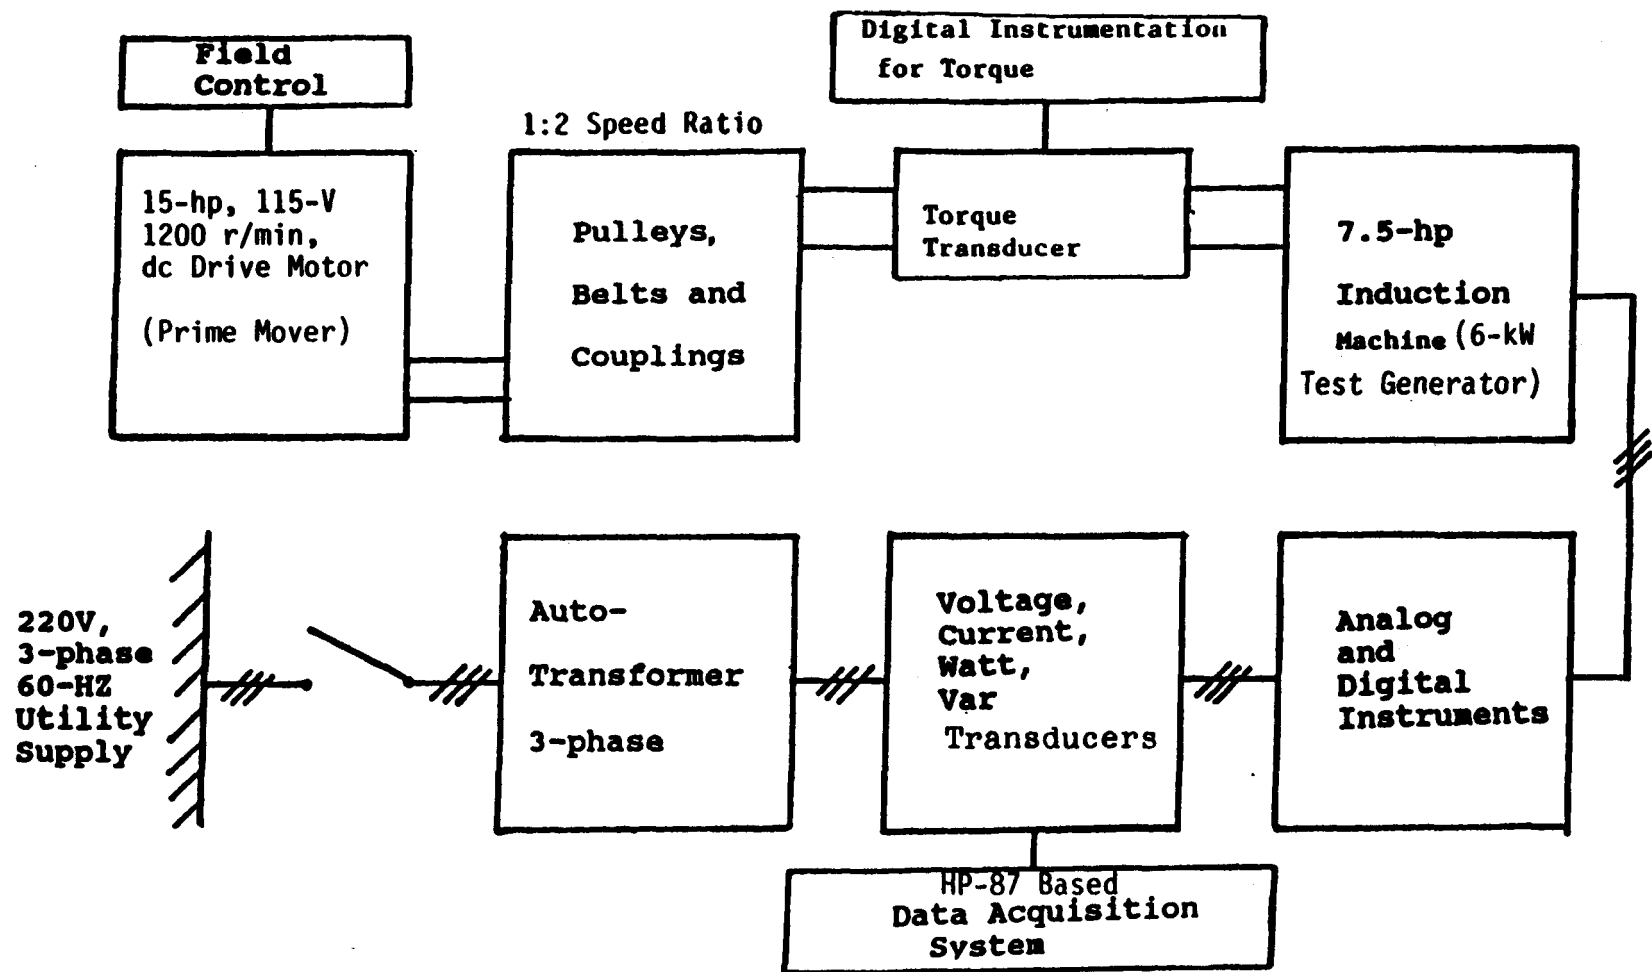 Field
Control
Digital Instrumentation
for Torque
1:2 Speed Ratio
15-hp, 115-V
1200 r/min,
dc Drive Motor
(Prime Mover)
Pulleys,
Belts and
Couplings
Torque
Transducer
7.5-hp
Induction
Machine (6-kW
Test Generator)
220V,
3-phase
60-HZ
Utility
Supply
Auto-
Transformer
3-phase
Voltage,
Current,
Watt,
Var
Transducers
Analog
and
Digital
Instruments
HP-87 Based
Data Acquisition
System